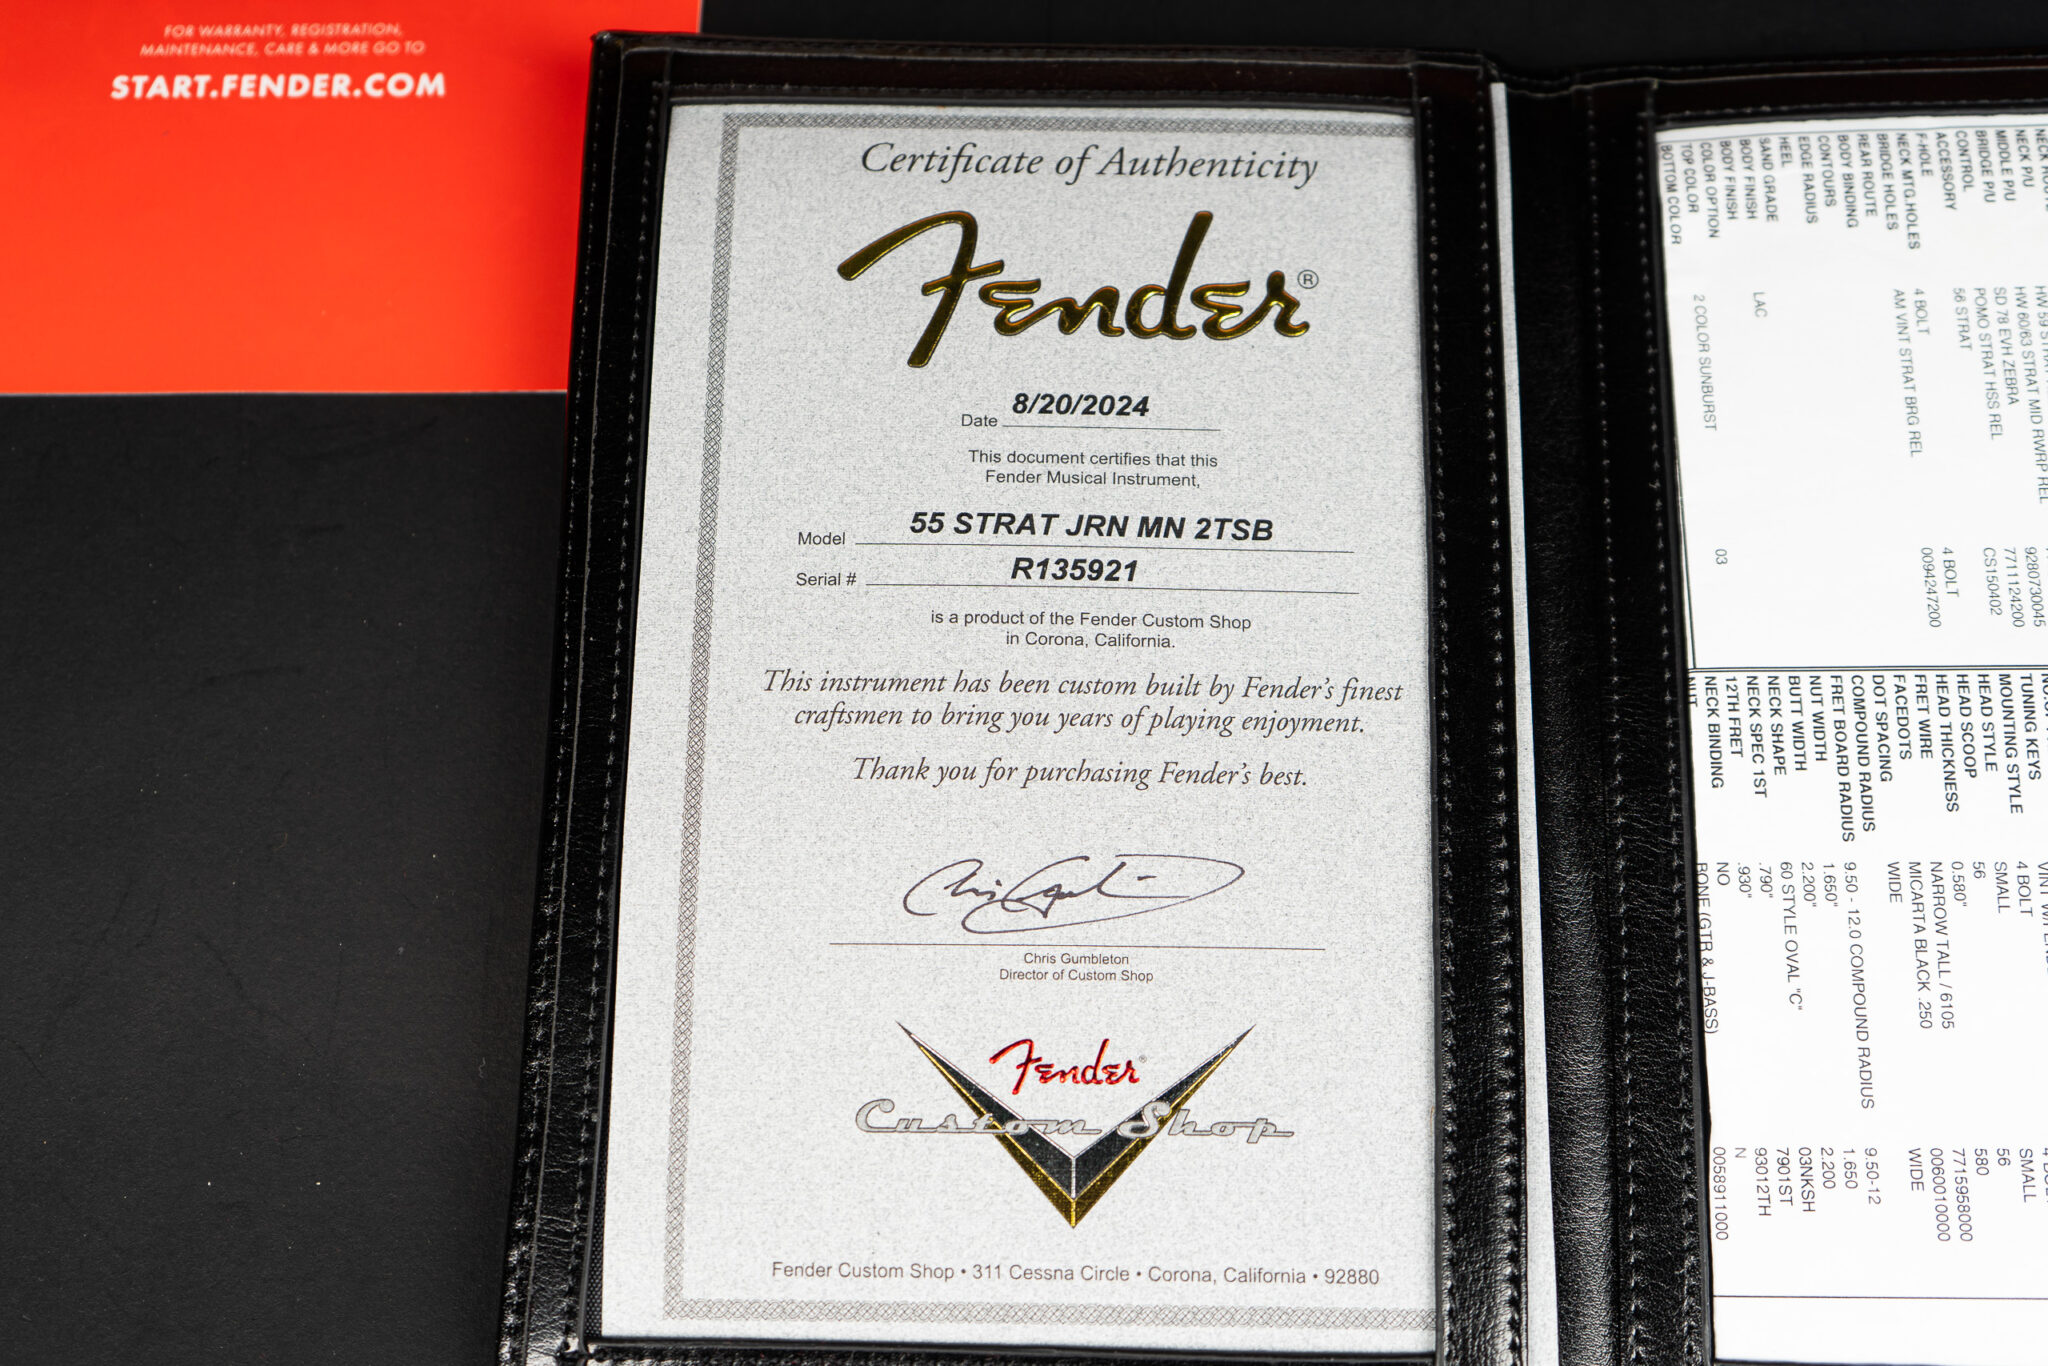 FOR WARRANTY, REGISTRATION,
MAINTENANCE, CARE & MORE GO TO
START.FENDER.COM
Certificate of Authenticity
Fender®
Date 8/20/2024
This document certifies that this
Fender Musical Instrument,
Model 55 STRAT JRN MN 2TSB
Serial # R135921
is a product of the Fender Custom Shop
in Corona, California.
This instrument has been custom built by Fender's finest
craftsmen to bring you years of playing enjoyment.
Thank you for purchasing Fender's best.
Chris Gumbleton
Director of Custom Shop
Fender®
Custom Shop
Fender Custom Shop • 311 Cessna Circle • Corona, California • 92880
NECK P/U HW 60/63 STRAT MID RWRP REL 9280730045
MIDDLE P/U SD 78 EVH ZEBRA 7711124200
BRIDGE P/U POMO STRAT HSS REL CS150402
CONTROL 56 STRAT
ACCESSORY
F-HOLE
NECK MTG.HOLES 4 BOLT 4 BOLT
BRIDGE HOLES AM VINT STRAT BRG REL 0094247200
REAR ROUTE
BODY BINDING
CONTOURS
EDGE RADIUS
HEEL
SAND GRADE
BODY FINISH LAC
BODY FINISH
COLOR OPTION 2 COLOR SUNBURST 03
TOP COLOR
BOTTOM COLOR
TUNING KEYS
MOUNTING STYLE 4 BOLT
HEAD STYLE SMALL SMALL
HEAD SCOOP 56 56
HEAD THICKNESS 0.580" 580
FRET WIRE NARROW TALL / 6105 7715958000
FACEDOTS MICARTA BLACK .250 0060010000
DOT SPACING WIDE WIDE
COMPOUND RADIUS
FRET BOARD RADIUS 9.50 - 12.0 COMPOUND RADIUS 9.50-12
NUT WIDTH 1.650" 1.650
BUTT WIDTH 2.200" 2.200
NECK SHAPE 60 STYLE OVAL "C" 03NKSH
NECK SPEC 1ST .790" 7901ST
12TH FRET .930" 93012TH
NECK BINDING NO N
NUT BONE (GTR & J-BASS) 0058911000